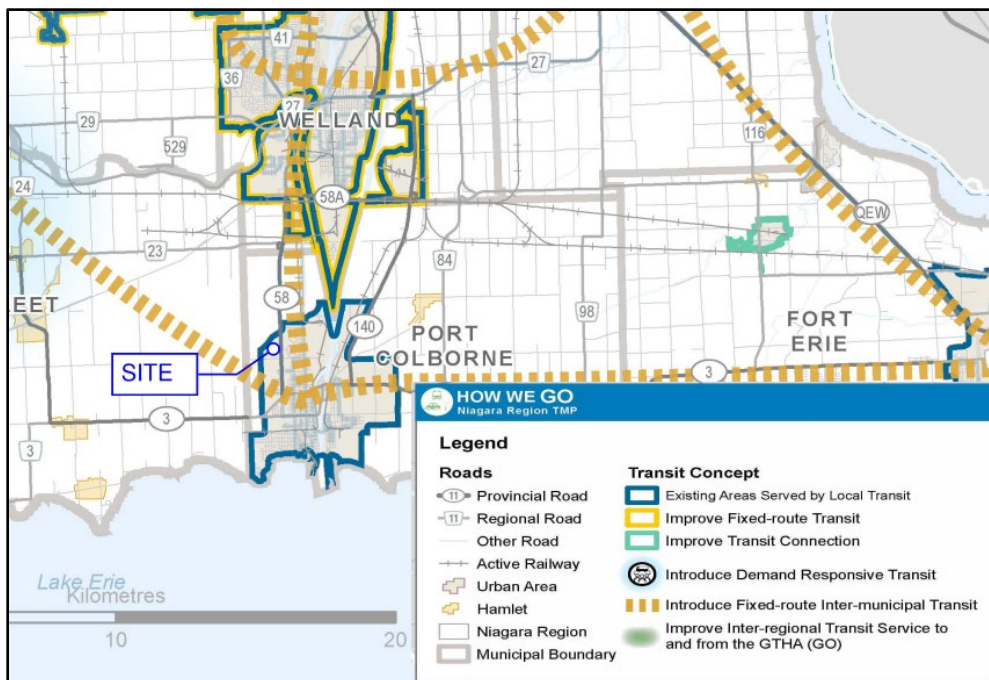 41
36
27
27
WELLAND
29
116
529
24
58A
QEW
23
84
LEET
58
98
140
PORT
COLBORNE
FORT
ERIE
SITE
3
3
3
HOW WE GO
Niagara Region TMP
Legend
Roads
11 Provincial Road
11 Regional Road
Other Road
Active Railway
Urban Area
Hamlet
Niagara Region
Municipal Boundary
Transit Concept
Existing Areas Served by Local Transit
Improve Fixed-route Transit
Improve Transit Connection
Introduce Demand Responsive Transit
Introduce Fixed-route Inter-municipal Transit
Improve Inter-regional Transit Service to
and from the GTHA (GO)
Lake Erie
Kilometres
10
20